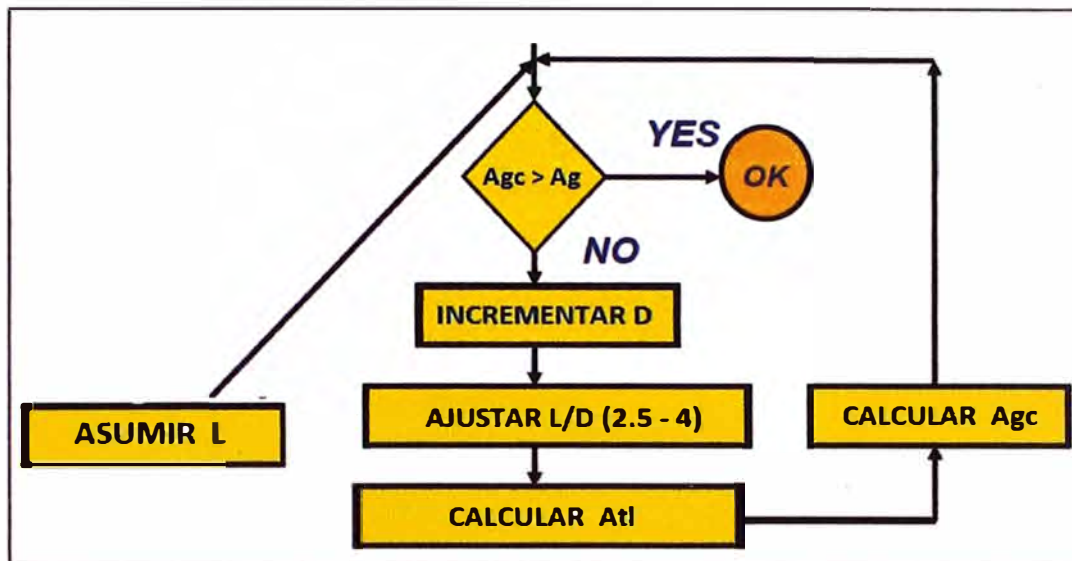 YES
Agc > Ag
OK
NO
INCREMENTAR D
ASUMIR L
AJUSTAR L/D (2.5 - 4)
CALCULAR Agc
CALCULAR Atl